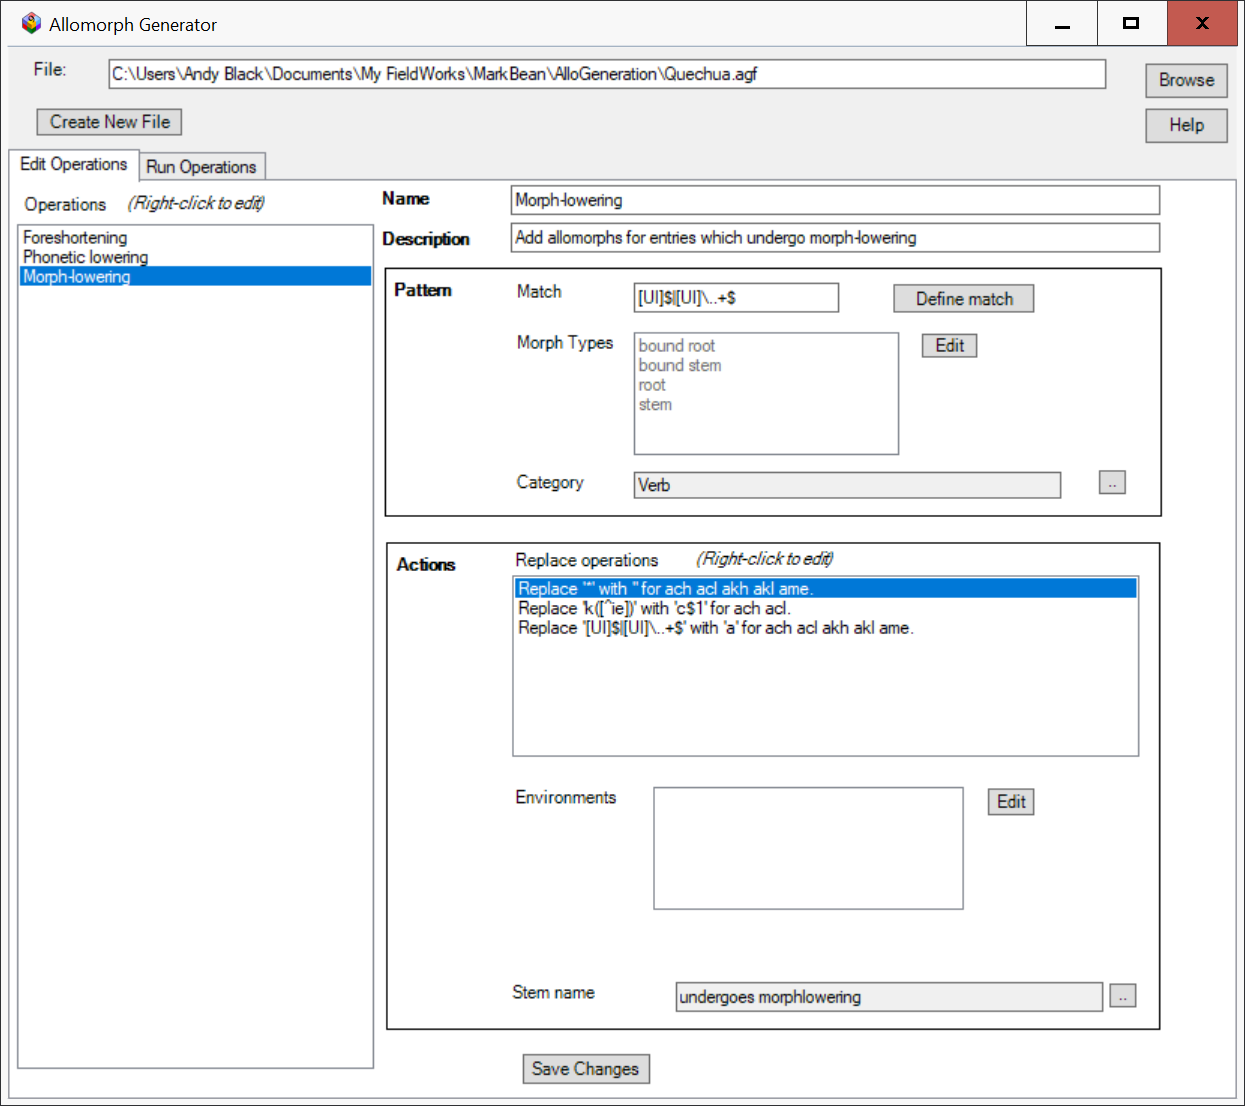 Allomorph Generator
File:
C:\Users\Andy Black\Documents\My FieldWorks\MarkBean\AlloGeneration\Quechua.agf
Browse
Create New File
Help
Edit Operations
Run Operations
Operations (Right-click to edit)
Foreshortening
Phonetic lowering
Morph-lowering
Name
Morph-lowering
Description
Add allomorphs for entries which undergo morph-lowering
Pattern
Match
[UI]$|[UI]\..+$
Define match
Morph Types
bound root
bound stem
root
stem
Edit
Category
Verb
..
Actions
Replace operations (Right-click to edit)
Replace '*' with '' for ach acl akh akl ame.
Replace 'k([^ie])' with 'c$1' for ach acl.
Replace '[UI]$|[UI]\..+$' with 'a' for ach acl akh akl ame.
Environments
Edit
Stem name
undergoes morphlowering
..
Save Changes